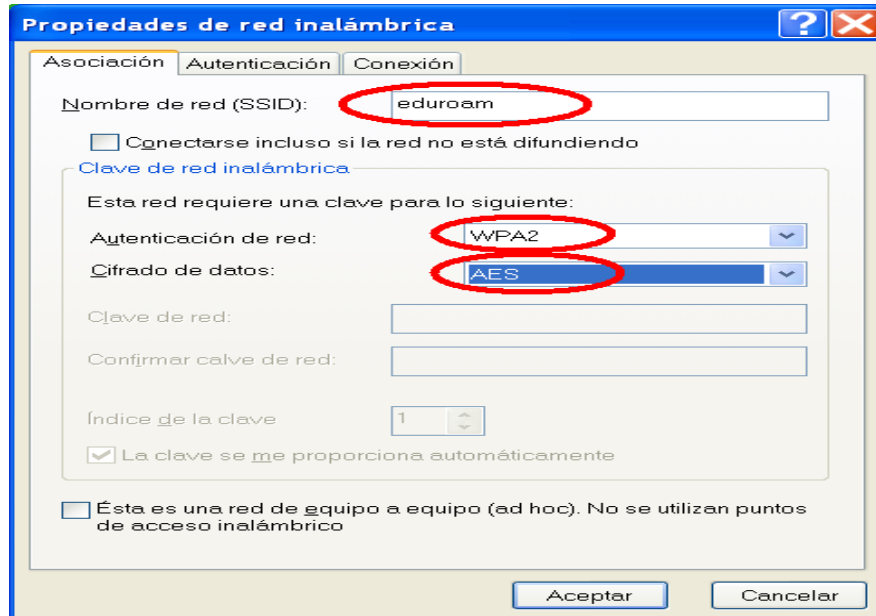 Propiedades de red inalámbrica
Asociación Autenticación Conexión
Nombre de red (SSID): eduroam
Conectarse incluso si la red no está difundiendo
Clave de red inalámbrica
Esta red requiere una clave para lo siguiente:
Autenticación de red: WPA2
Cifrado de datos: AES
Clave de red:
Confirmar calve de red:
Índice de la clave 1
La clave se me proporciona automáticamente
Ésta es una red de equipo a equipo (ad hoc). No se utilizan puntos
de acceso inalámbrico
Aceptar Cancelar